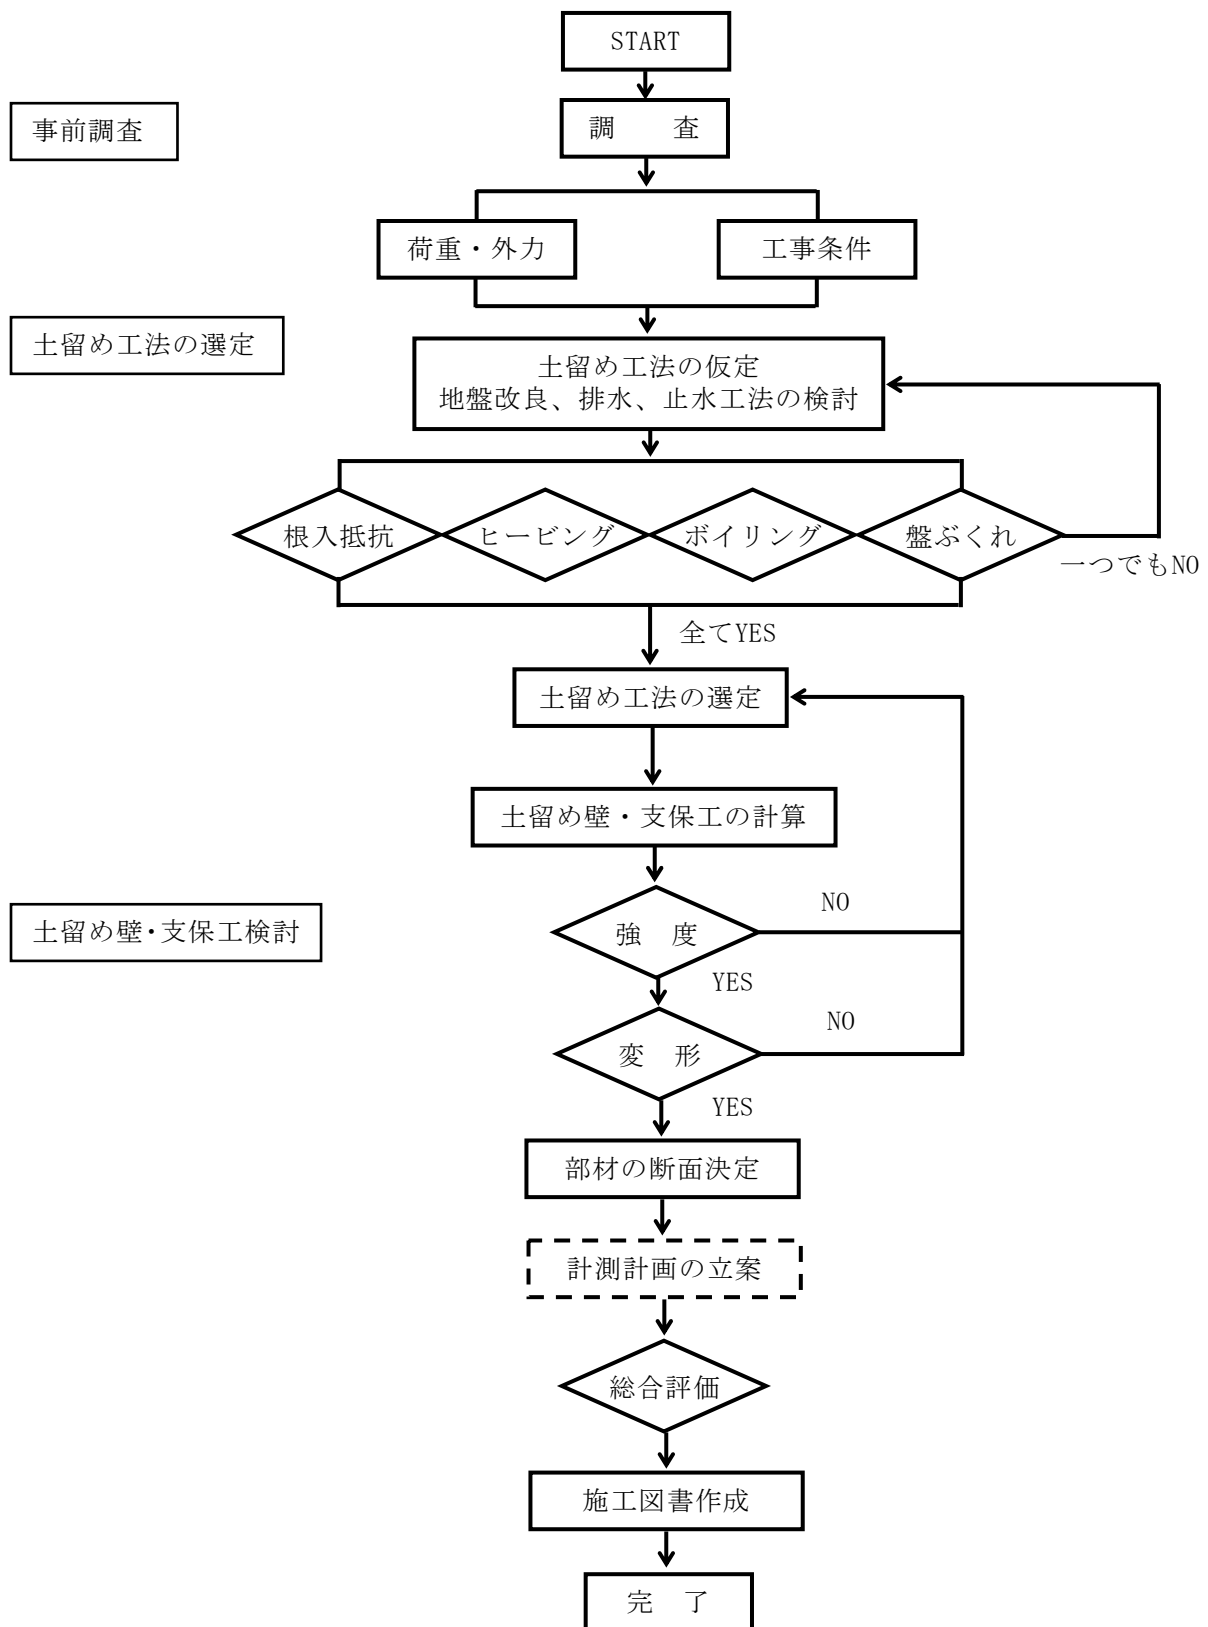 START
事前調査
調　査
荷重・外力
工事条件
土留め工法の選定
土留め工法の仮定
地盤改良、排水、止水工法の検討
根入抵抗
ヒービング
ボイリング
盤ぶくれ
一つでもNO
全てYES
土留め工法の選定
土留め壁・支保工の計算
NO
土留め壁・支保工検討
強　度
YES
NO
変　形
YES
部材の断面決定
計測計画の立案
総合評価
施工図書作成
完　了